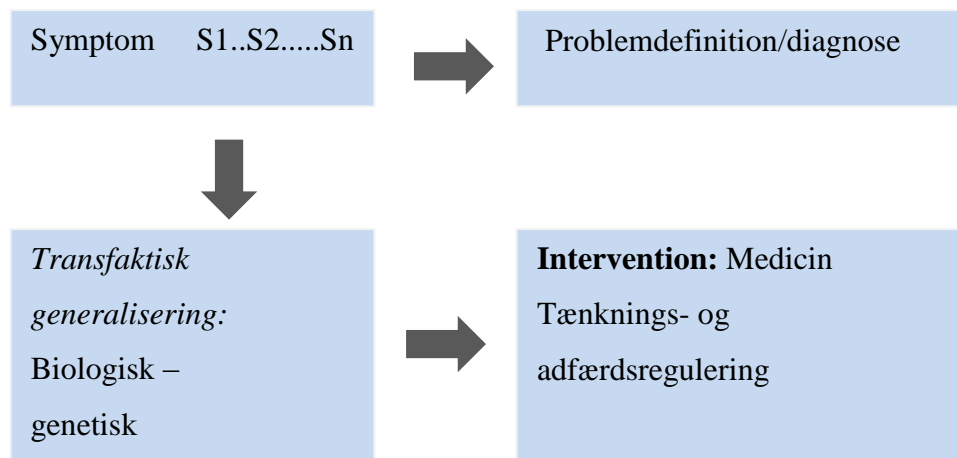 Symptom S1..S2.....Sn
Problemdefinition/diagnose
Transfaktisk
generalisering:
Biologisk –
genetisk
Intervention: Medicin
Tænknings- og
adfærdsregulering